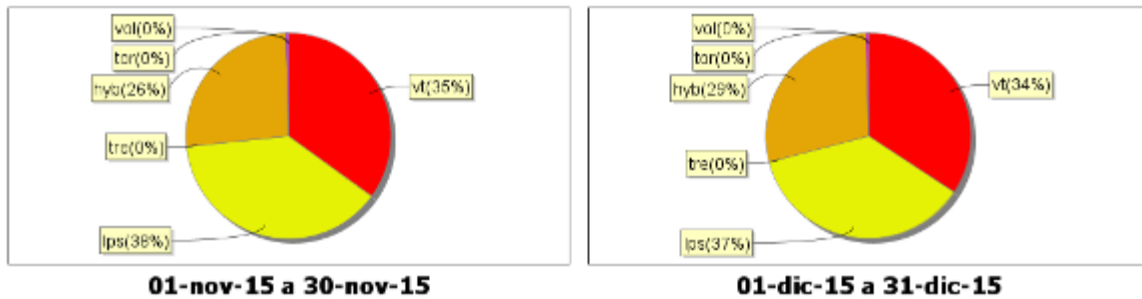 vol(0%)
tor(0%)
hyb(26%)
vt(35%)
tre(0%)
lps(38%)
01-nov-15 a 30-nov-15
vol(0%)
tor(0%)
hyb(29%)
vt(34%)
tre(0%)
lps(37%)
01-dic-15 a 31-dic-15